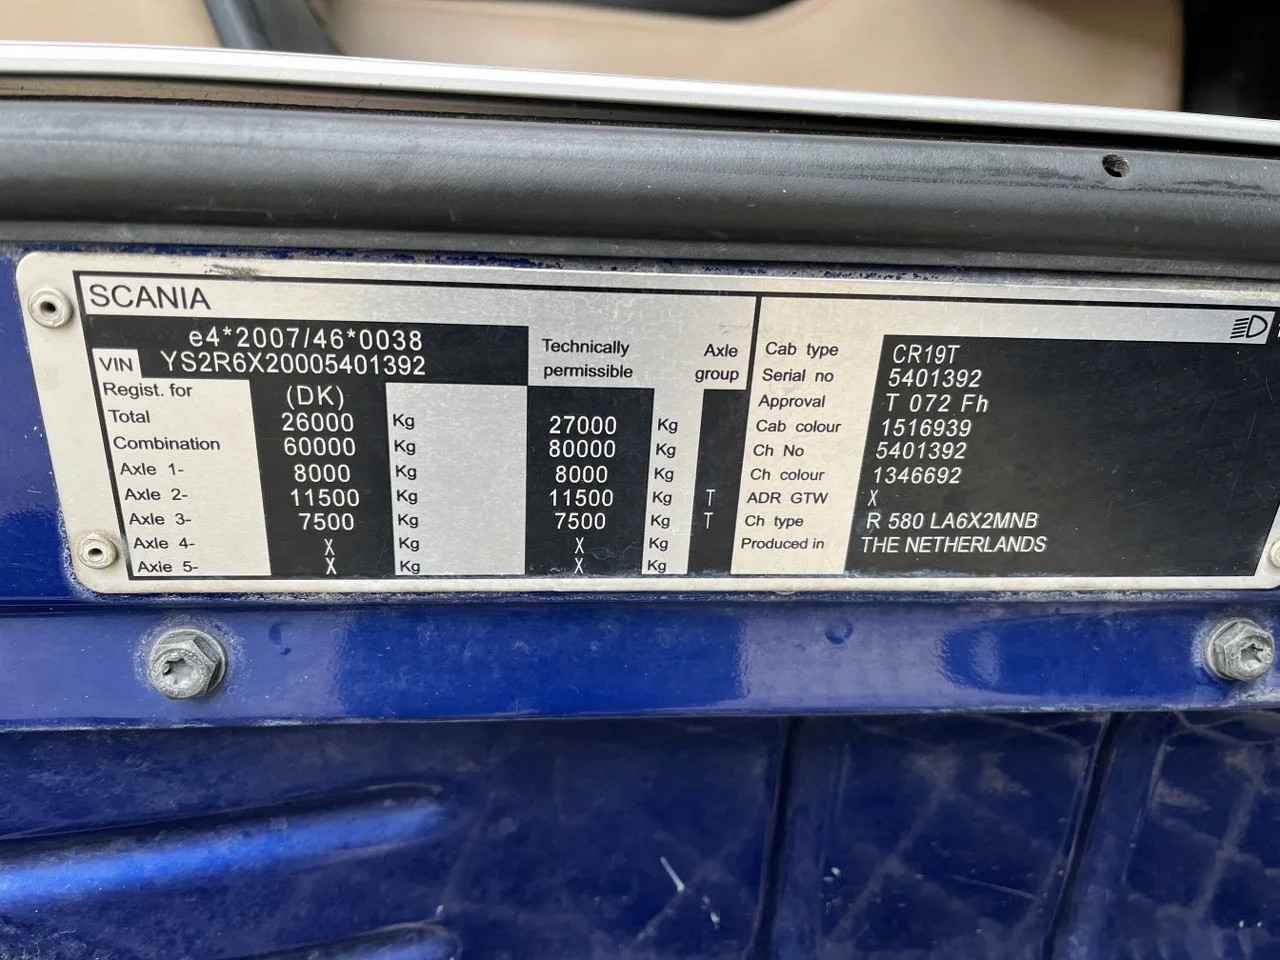 SCANIA
e4*2007/46*0038
VIN YS2R6X20005401392
Technically permissible
Axle group
Regist. for (DK)
Total 26000 Kg 27000 Kg
Combination 60000 Kg 80000 Kg
Axle 1- 8000 Kg 8000 Kg
Axle 2- 11500 Kg 11500 Kg T
Axle 3- 7500 Kg 7500 Kg T
Axle 4- X Kg X Kg
Axle 5- X Kg X Kg
Cab type CR19T
Serial no 5401392
Approval T 072 Fh
Cab colour 1516939
Ch No 5401392
Ch colour 1346692
ADR GTW X
Ch type R 580 LA6X2MNB
Produced in THE NETHERLANDS